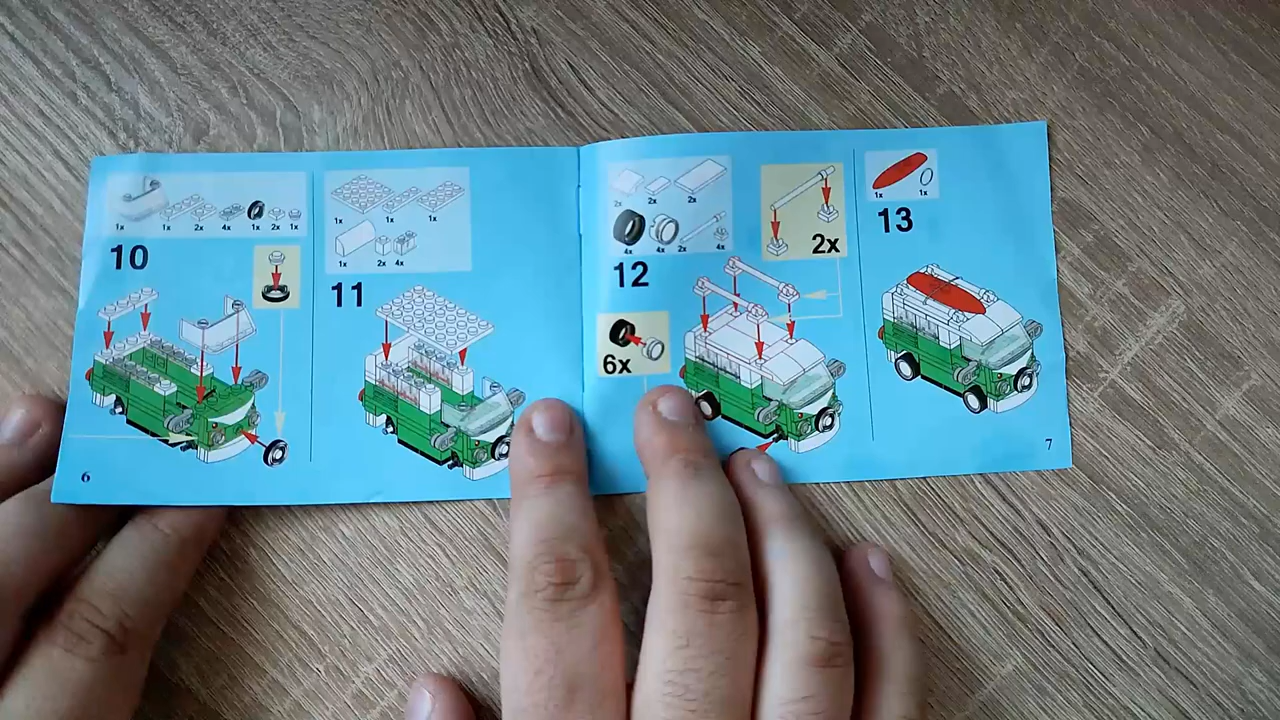 1x 1x 2x 4x 1x 2x 1x
10
6
1x 1x 1x
1x 2x 4x
11
2x 2x 2x
4x 4x 2x 4x
2x
12
6x
1x 1x
13
7